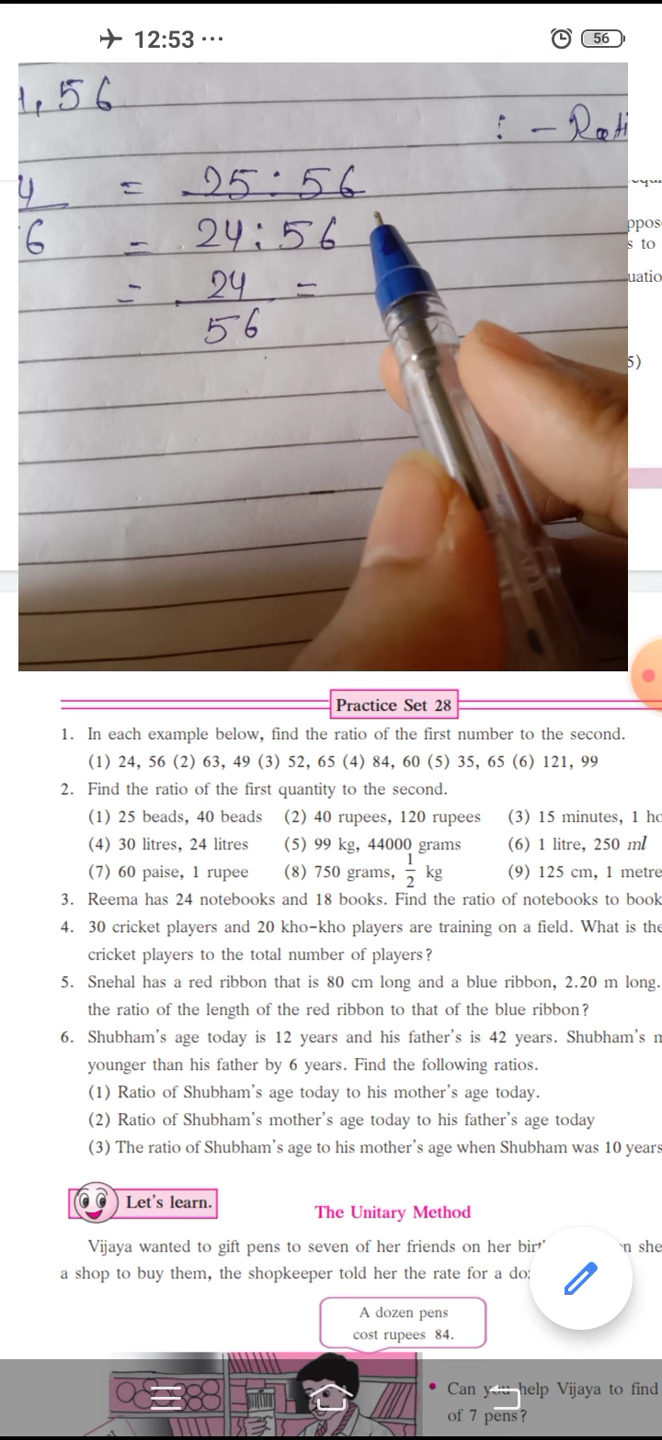 12:53 ...
56
, 56
: - Rati
4 = 25 : 56
6 = 24 : 56
= 24 =
56
s to
5)
Practice Set 28
1. In each example below, find the ratio of the first number to the second.
(1) 24, 56 (2) 63, 49 (3) 52, 65 (4) 84, 60 (5) 35, 65 (6) 121, 99
2. Find the ratio of the first quantity to the second.
(1) 25 beads, 40 beads (2) 40 rupees, 120 rupees (3) 15 minutes, 1 ho
(4) 30 litres, 24 litres (5) 99 kg, 44000 grams (6) 1 litre, 250 ml
(7) 60 paise, 1 rupee (8) 750 grams, 1/2 kg (9) 125 cm, 1 metre
3. Reema has 24 notebooks and 18 books. Find the ratio of notebooks to book
4. 30 cricket players and 20 kho-kho players are training on a field. What is the
cricket players to the total number of players?
5. Snehal has a red ribbon that is 80 cm long and a blue ribbon, 2.20 m long.
the ratio of the length of the red ribbon to that of the blue ribbon?
6. Shubham's age today is 12 years and his father's is 42 years. Shubham's m
younger than his father by 6 years. Find the following ratios.
(1) Ratio of Shubham's age today to his mother's age today.
(2) Ratio of Shubham's mother's age today to his father's age today
(3) The ratio of Shubham's age to his mother's age when Shubham was 10 years
Let's learn.
The Unitary Method
Vijaya wanted to gift pens to seven of her friends on her birt n she
a shop to buy them, the shopkeeper told her the rate for a do
A dozen pens
cost rupees 84.
• Can you help Vijaya to find
of 7 pens?